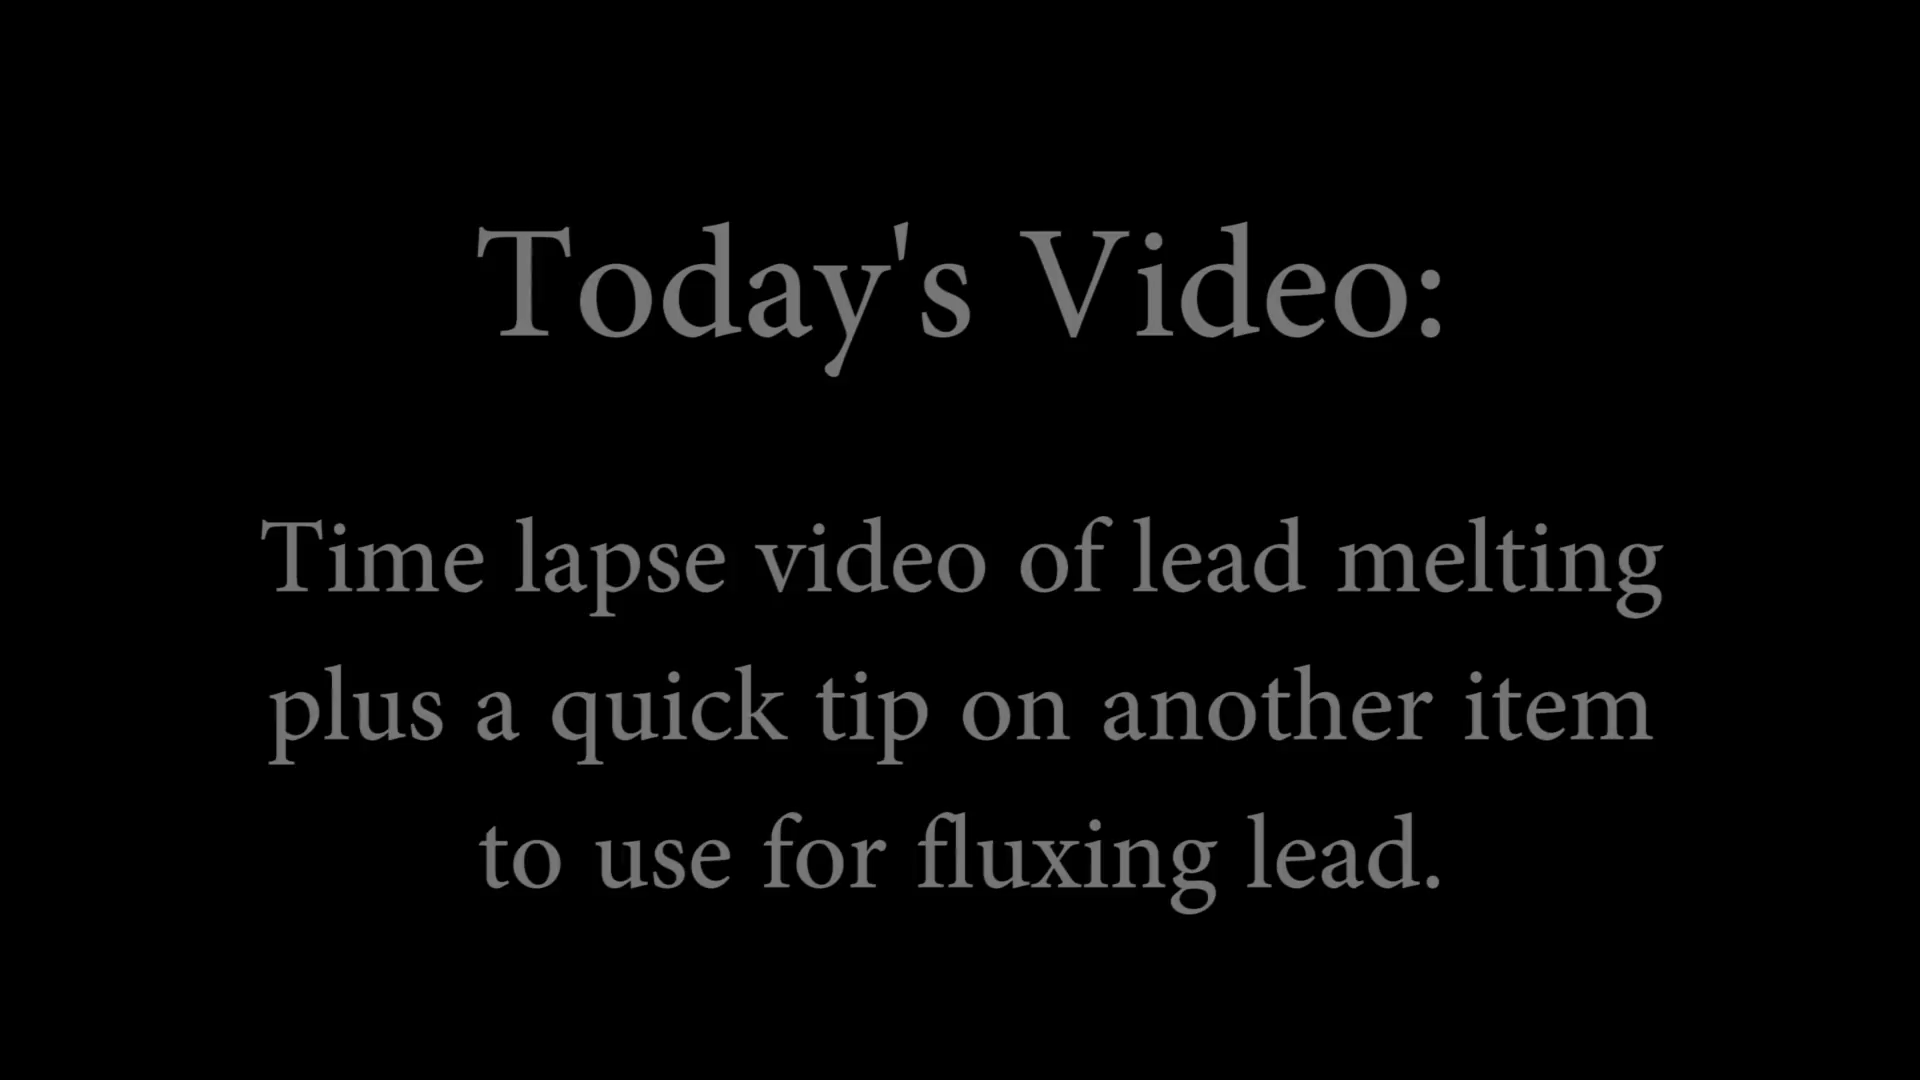 Today's Video:
Time lapse video of lead melting
plus a quick tip on another item
to use for fluxing lead.